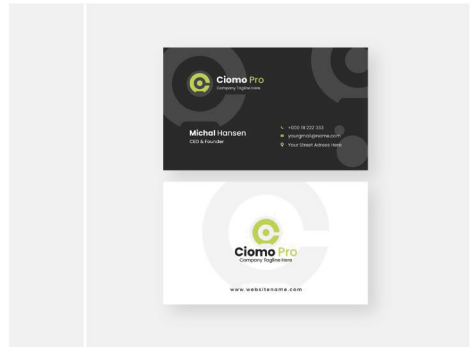 Ciomo Pro
Company Tagline Here
Michal Hansen
CEO & Founder
+000 18 222 333
yourgmail@name.com
Your Street Adress Here
Ciomo Pro
Company Tagline Here
www.websitename.com